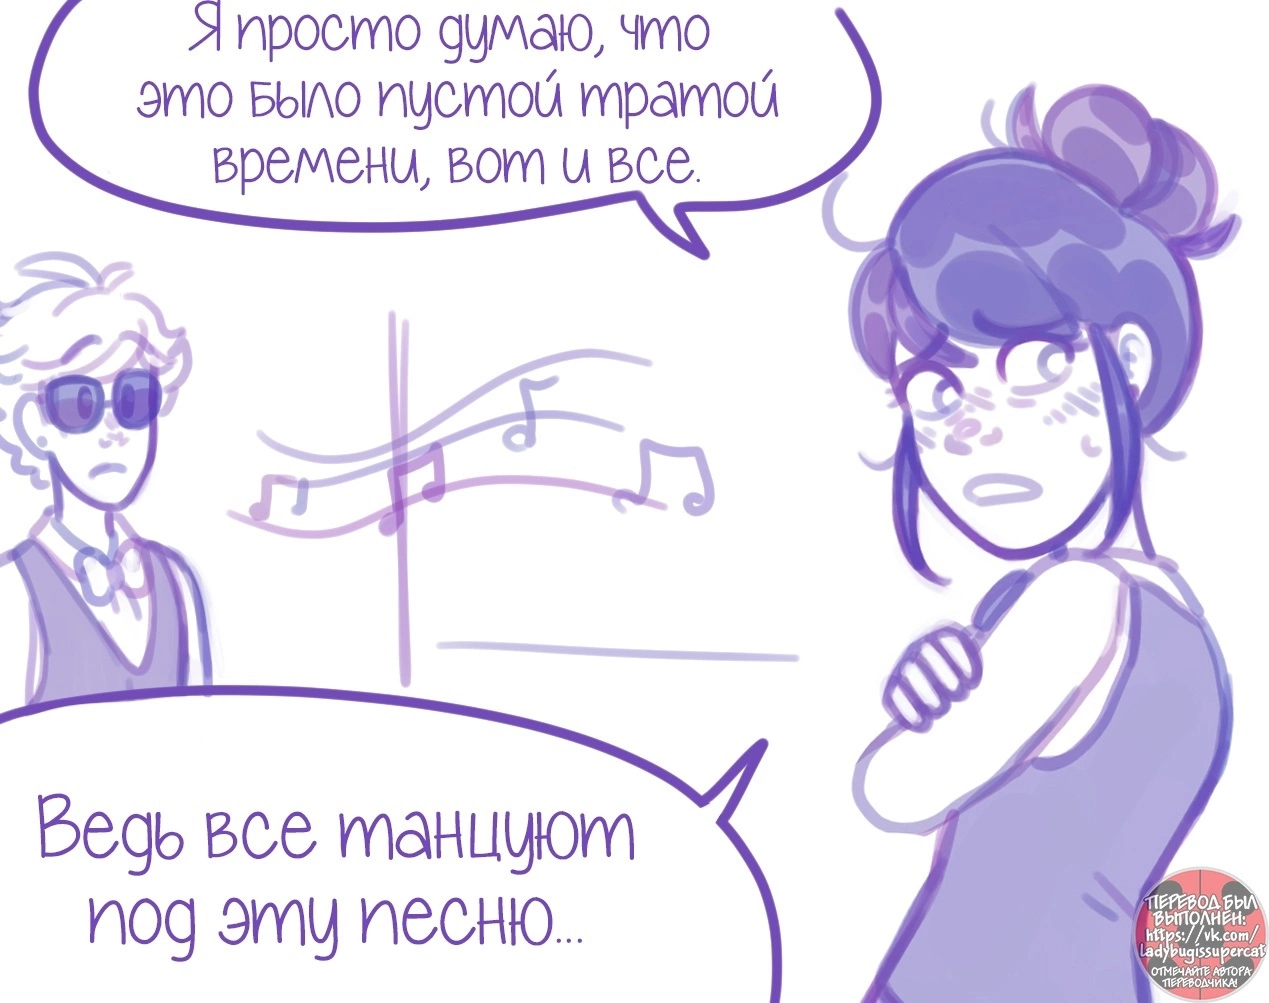 Я просто думаю, что
это было пустой тратой
времени, вот и все.
Ведь все танцуют
под эту песню...
ПЕРЕВОД БЫЛ
ВЫПОЛНЕН:
https://vk.com/
ladybugissupercat
ОТМЕЧАЙТЕ АВТОРА
ПЕРЕВОДЧИКА!